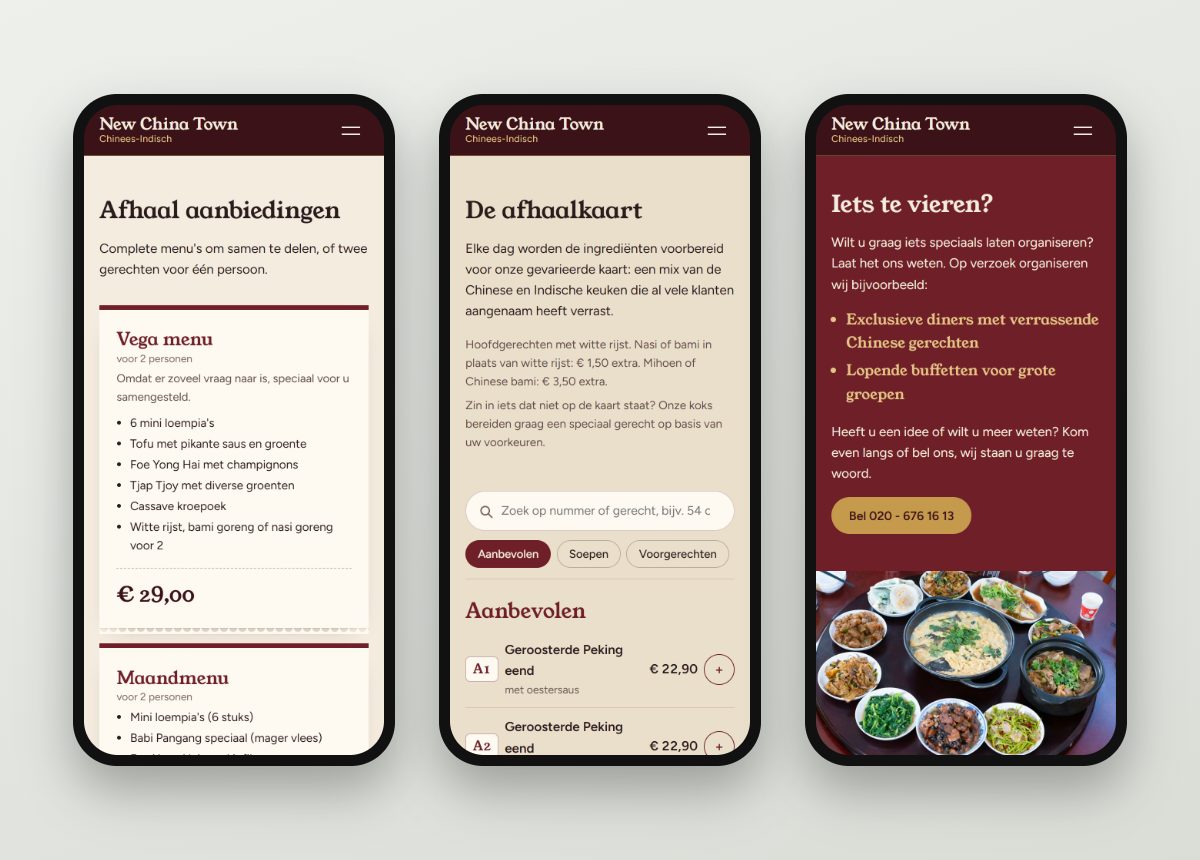 New China Town
Chinees-Indisch
Afhaal aanbiedingen
Complete menu's om samen te delen, of twee
gerechten voor één persoon.
Vega menu
voor 2 personen
Omdat er zoveel vraag naar is, speciaal voor u
samengesteld.
• 6 mini loempia's
• Tofu met pikante saus en groente
• Foe Yong Hai met champignons
• Tjap Tjoy met diverse groenten
• Cassave kroepoek
• Witte rijst, bami goreng of nasi goreng
voor 2
€ 29,00
Maandmenu
voor 2 personen
• Mini loempia's (6 stuks)
• Babi Pangang speciaal (mager vlees)
New China Town
Chinees-Indisch
De afhaalkaart
Elke dag worden de ingrediënten voorbereid
voor onze gevarieerde kaart: een mix van de
Chinese en Indische keuken die al vele klanten
aangenaam heeft verrast.
Hoofdgerechten met witte rijst. Nasi of bami in
plaats van witte rijst: € 1,50 extra. Mihoen of
Chinese bami: € 3,50 extra.
Zin in iets dat niet op de kaart staat? Onze koks
bereiden graag een speciaal gerecht op basis van
uw voorkeuren.
Zoek op nummer of gerecht, bijv. 54 c
Aanbevolen Soepen Voorgerechten
Aanbevolen
A1 Geroosterde Peking
eend € 22,90 +
met oestersaus
A2 Geroosterde Peking
eend € 22,90 +
New China Town
Chinees-Indisch
Iets te vieren?
Wilt u graag iets speciaals laten organiseren?
Laat het ons weten. Op verzoek organiseren
wij bijvoorbeeld:
• Exclusieve diners met verrassende
Chinese gerechten
• Lopende buffetten voor grote
groepen
Heeft u een idee of wilt u meer weten? Kom
even langs of bel ons, wij staan u graag te
woord.
Bel 020 - 676 16 13